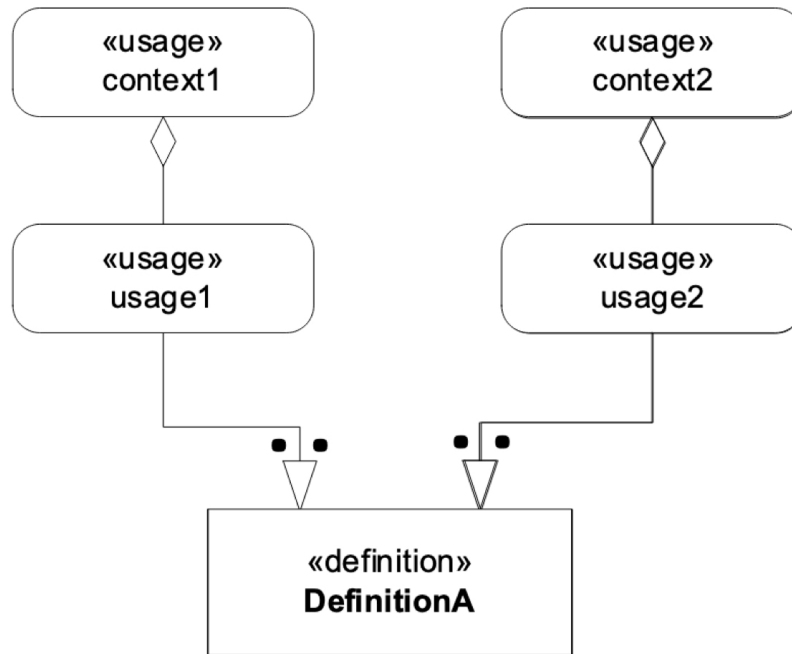 «usage»
context1
«usage»
context2
«usage»
usage1
«usage»
usage2
«definition»
DefinitionA